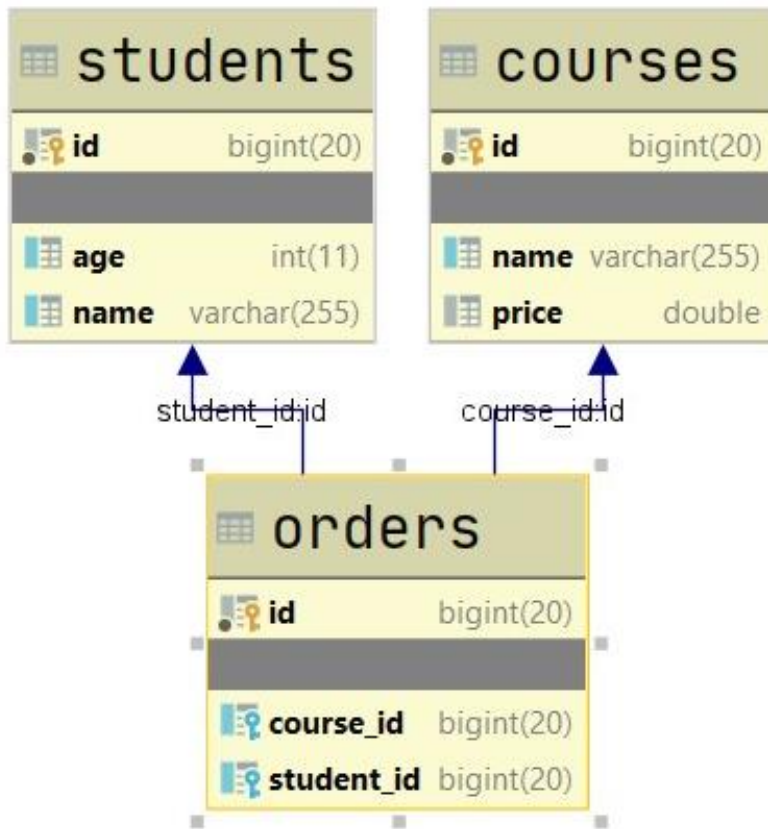 students
id bigint(20)
age int(11)
name varchar(255)
courses
id bigint(20)
name varchar(255)
price double
student_id:id
course_id:id
orders
id bigint(20)
course_id bigint(20)
student_id bigint(20)